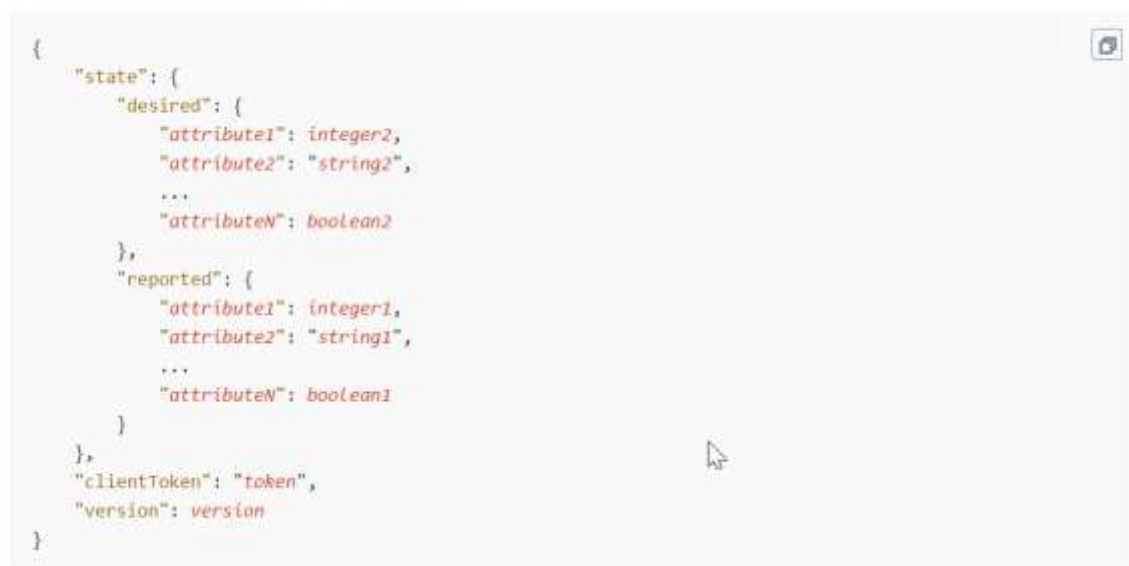 {
    "state": {
        "desired": {
            "attribute1": integer2,
            "attribute2": "string2",
            ...
            "attributeN": boolean2
        },
        "reported": {
            "attribute1": integer1,
            "attribute2": "string1",
            ...
            "attributeN": boolean1
        }
    },
    "clientToken": "token",
    "version": version
}